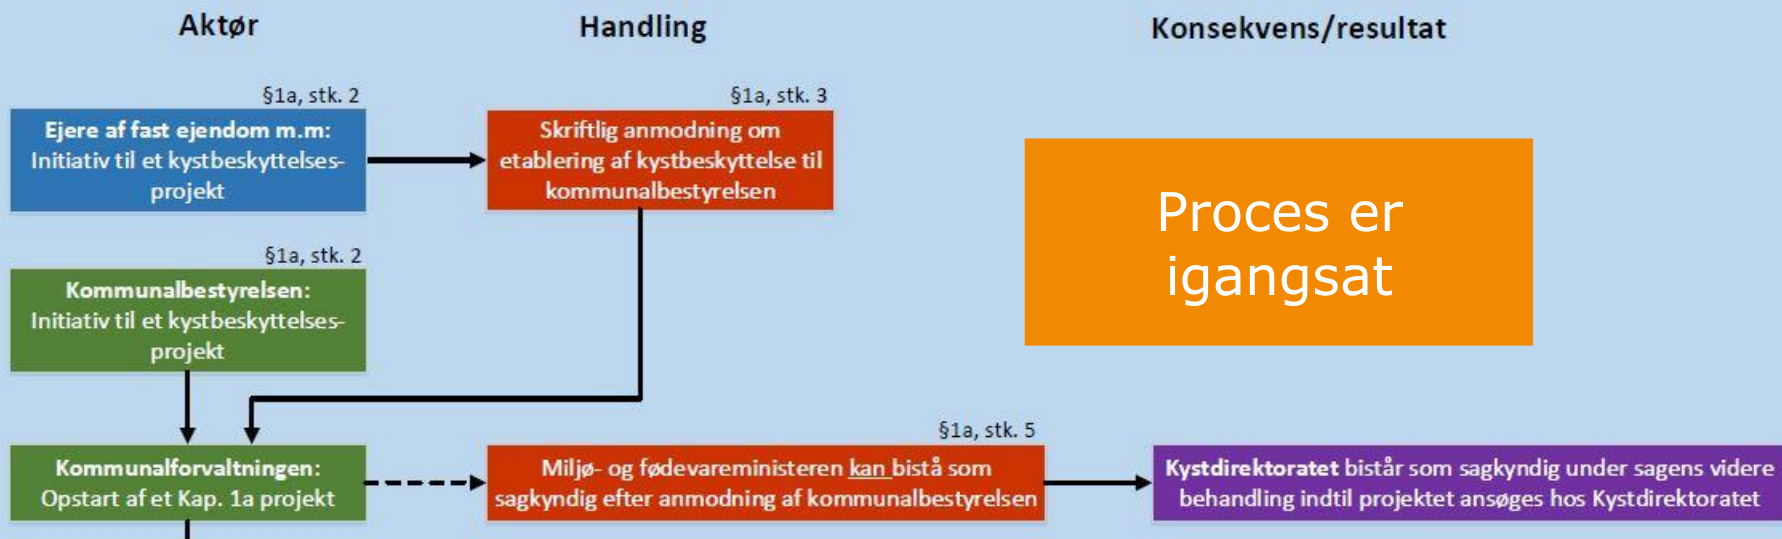 Aktør
Handling
Konsekvens/resultat
§1a, stk. 2
Ejere af fast ejendom m.m:
Initiativ til et kystbeskyttelses-
projekt
§1a, stk. 3
Skriftlig anmodning om
etablering af kystbeskyttelse til
kommunalbestyrelsen
Proces er
igangsat
§1a, stk. 2
Kommunalbestyrelsen:
Initiativ til et kystbeskyttelses-
projekt
Kommunalforvaltningen:
Opstart af et Kap. 1a projekt
§1a, stk. 5
Miljø- og fødevareministeren kan bistå som
sagkyndig efter anmodning af kommunalbestyrelsen
Kystdirektoratet bistår som sagkyndig under sagens videre
behandling indtil projektet ansøges hos Kystdirektoratet